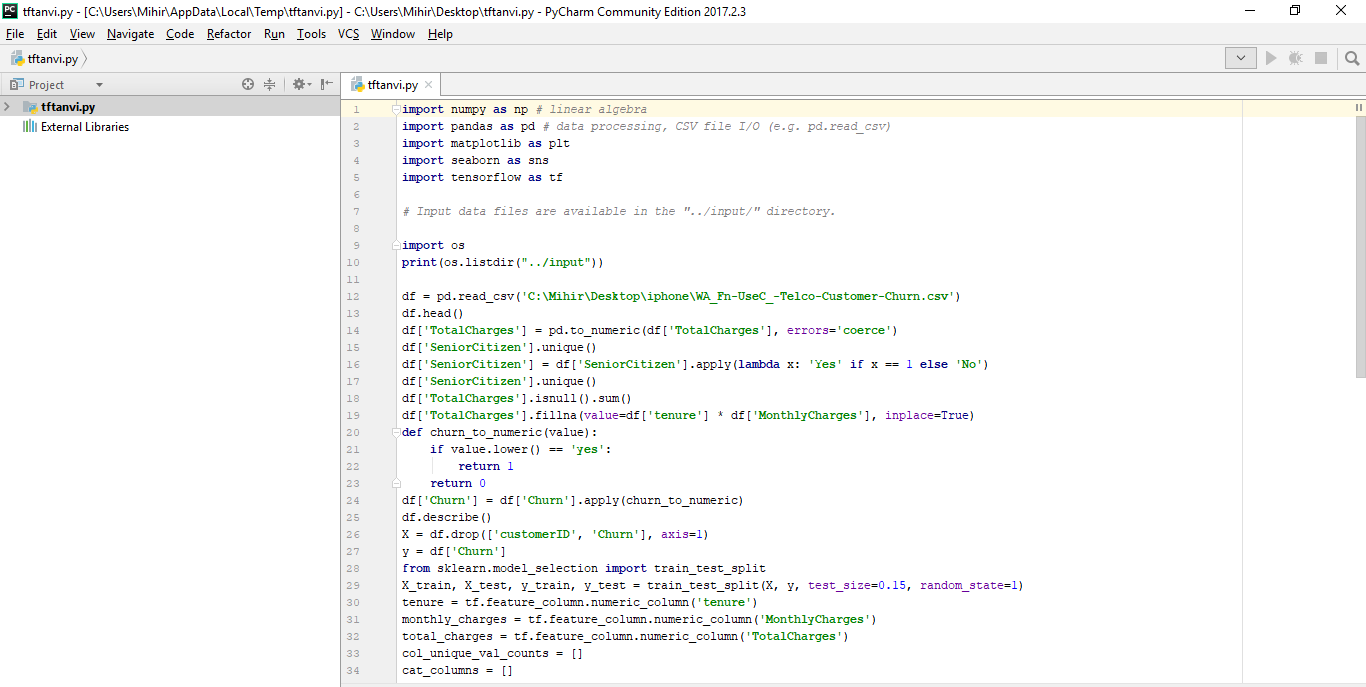 tftanvi.py - [C:\Users\Mihir\AppData\Local\Temp\tftanvi.py] - C:\Users\Mihir\Desktop\tftanvi.py - PyCharm Community Edition 2017.2.3
File Edit View Navigate Code Refactor Run Tools VCS Window Help
tftanvi.py
Project
tftanvi.py
tftanvi.py
External Libraries
1 import numpy as np # linear algebra
2 import pandas as pd # data processing, CSV file I/O (e.g. pd.read_csv)
3 import matplotlib as plt
4 import seaborn as sns
5 import tensorflow as tf
6
7 # Input data files are available in the "../input/" directory.
8
9 import os
10 print(os.listdir("../input"))
11
12 df = pd.read_csv('C:\Mihir\Desktop\iphone\WA_Fn-UseC_-Telco-Customer-Churn.csv')
13 df.head()
14 df['TotalCharges'] = pd.to_numeric(df['TotalCharges'], errors='coerce')
15 df['SeniorCitizen'].unique()
16 df['SeniorCitizen'] = df['SeniorCitizen'].apply(lambda x: 'Yes' if x == 1 else 'No')
17 df['SeniorCitizen'].unique()
18 df['TotalCharges'].isnull().sum()
19 df['TotalCharges'].fillna(value=df['tenure'] * df['MonthlyCharges'], inplace=True)
20 def churn_to_numeric(value):
21     if value.lower() == 'yes':
22         return 1
23     return 0
24 df['Churn'] = df['Churn'].apply(churn_to_numeric)
25 df.describe()
26 X = df.drop(['customerID', 'Churn'], axis=1)
27 y = df['Churn']
28 from sklearn.model_selection import train_test_split
29 X_train, X_test, y_train, y_test = train_test_split(X, y, test_size=0.15, random_state=1)
30 tenure = tf.feature_column.numeric_column('tenure')
31 monthly_charges = tf.feature_column.numeric_column('MonthlyCharges')
32 total_charges = tf.feature_column.numeric_column('TotalCharges')
33 col_unique_val_counts = []
34 cat_columns = []